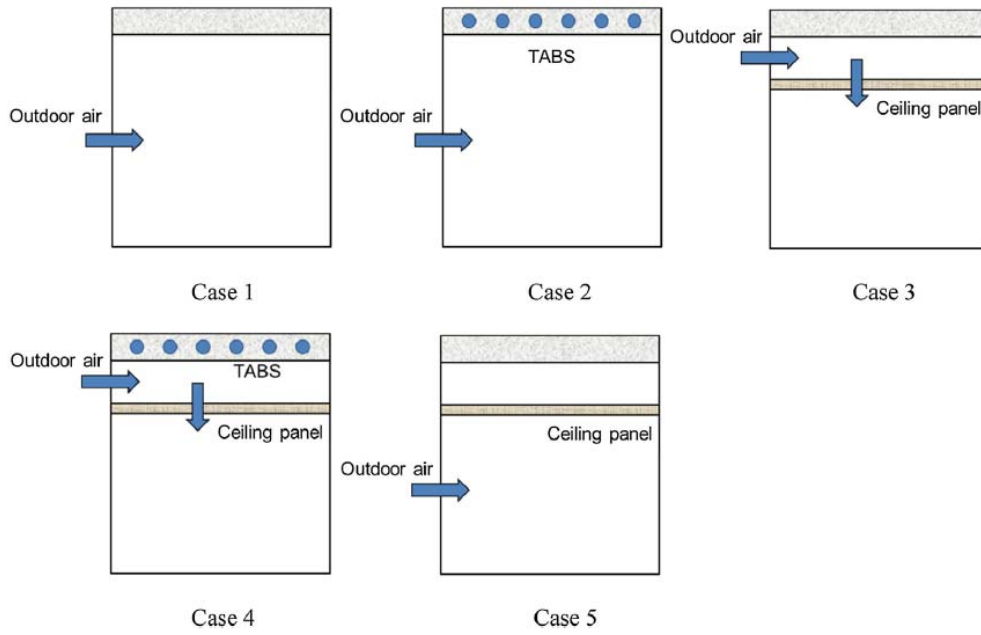 Outdoor air
Case 1
TABS
Outdoor air
Case 2
Outdoor air
Ceiling panel
Case 3
Outdoor air
TABS
Ceiling panel
Case 4
Ceiling panel
Outdoor air
Case 5